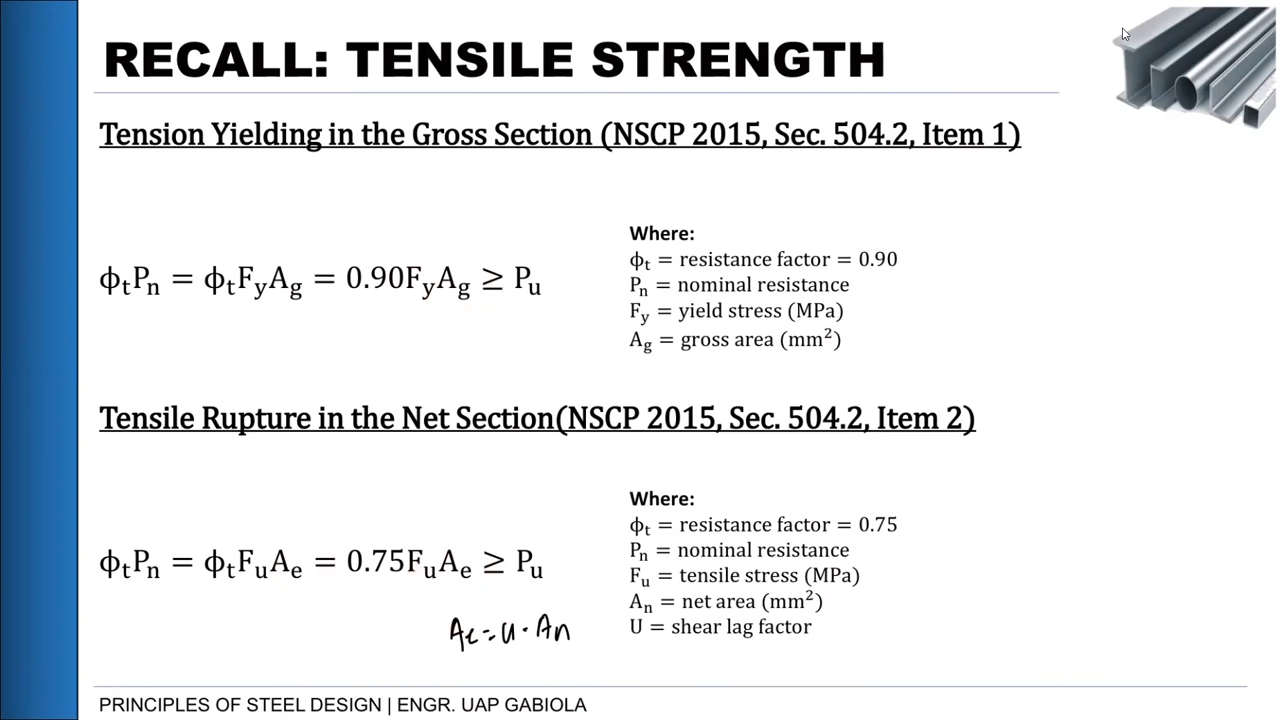 RECALL: TENSILE STRENGTH
Tension Yielding in the Gross Section (NSCP 2015, Sec. 504.2, Item 1)
ϕₜPₙ = ϕₜF_yA_g = 0.90F_yA_g ≥ Pᵤ
Where:
ϕₜ = resistance factor = 0.90
Pₙ = nominal resistance
F_y = yield stress (MPa)
A_g = gross area (mm²)
Tensile Rupture in the Net Section(NSCP 2015, Sec. 504.2, Item 2)
ϕₜPₙ = ϕₜFᵤAₑ = 0.75FᵤAₑ ≥ Pᵤ
Aₑ = U · Aₙ
Where:
ϕₜ = resistance factor = 0.75
Pₙ = nominal resistance
Fᵤ = tensile stress (MPa)
Aₙ = net area (mm²)
U = shear lag factor
PRINCIPLES OF STEEL DESIGN | ENGR. UAP GABIOLA